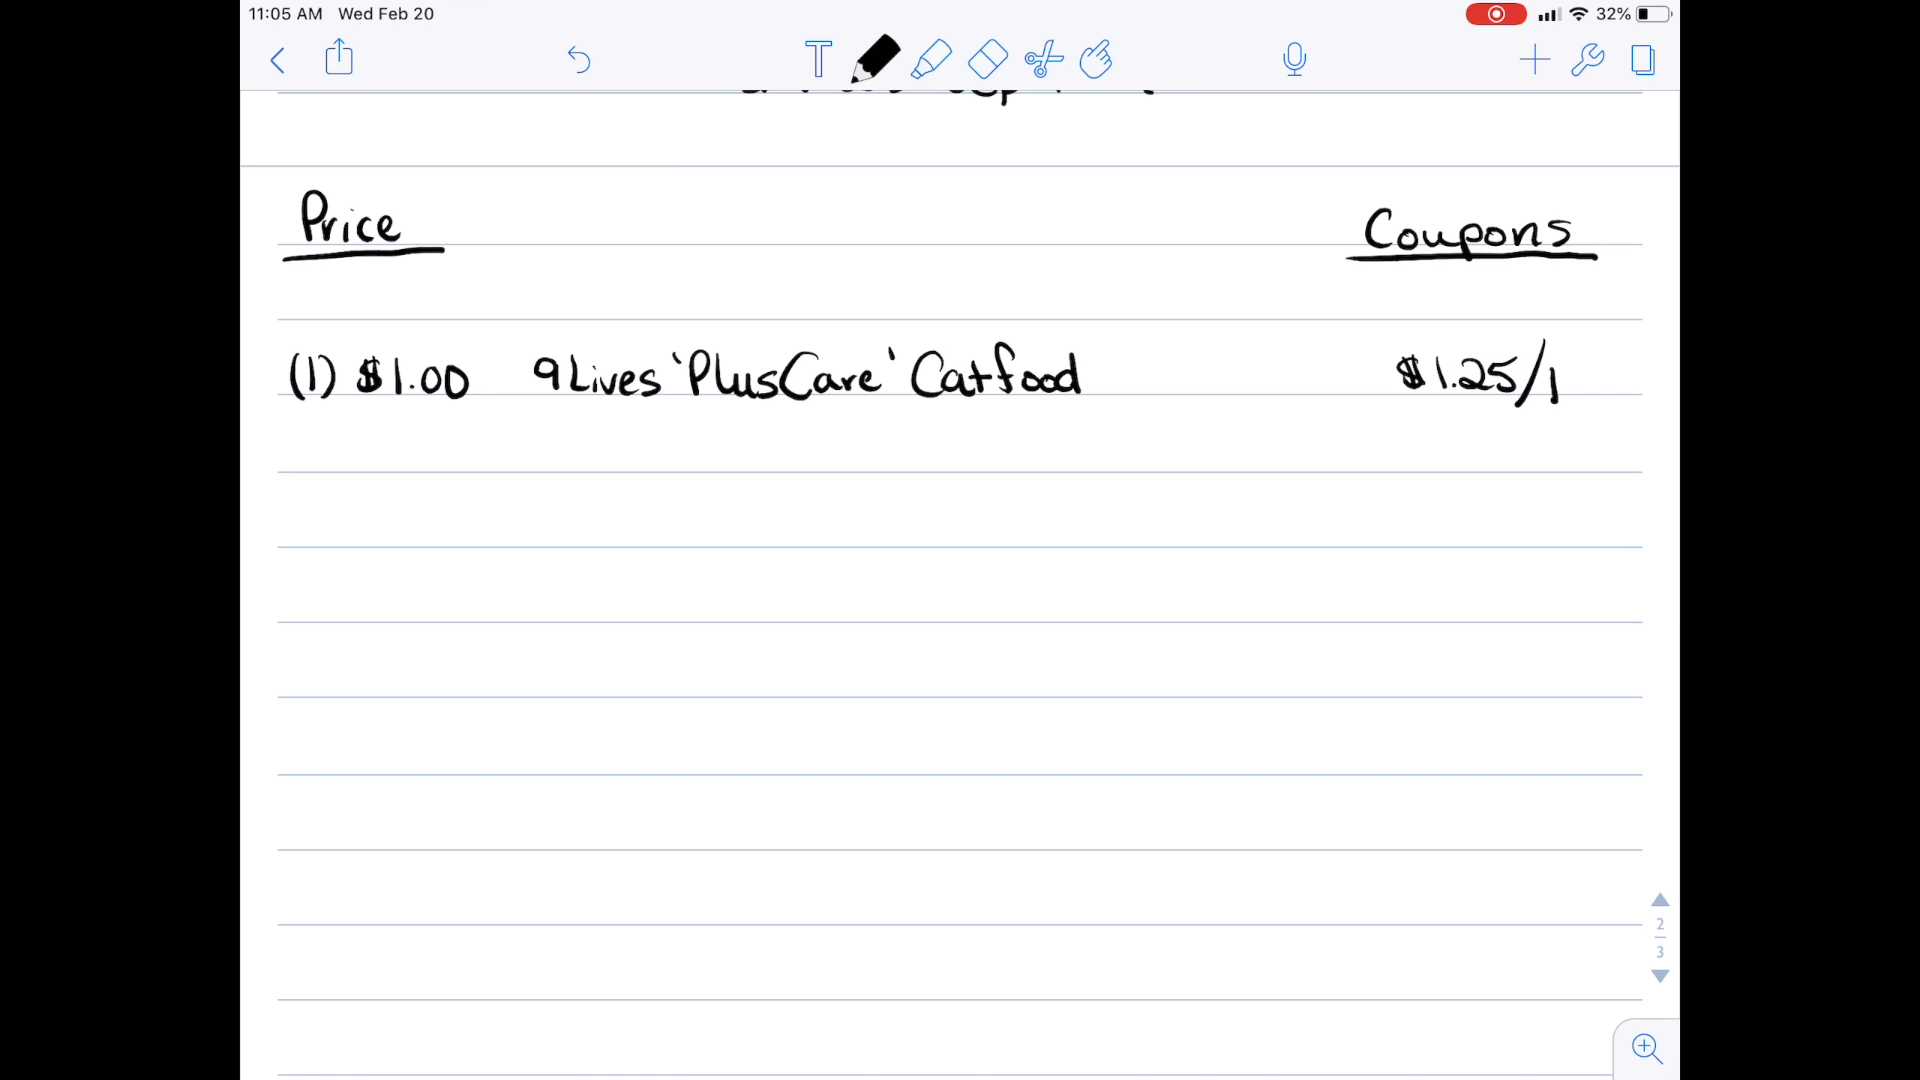 11:05 AM Wed Feb 20 32%
Price Coupons
(1) $1.00 9Lives 'PlusCare' Catfood $1.25/1
2
3